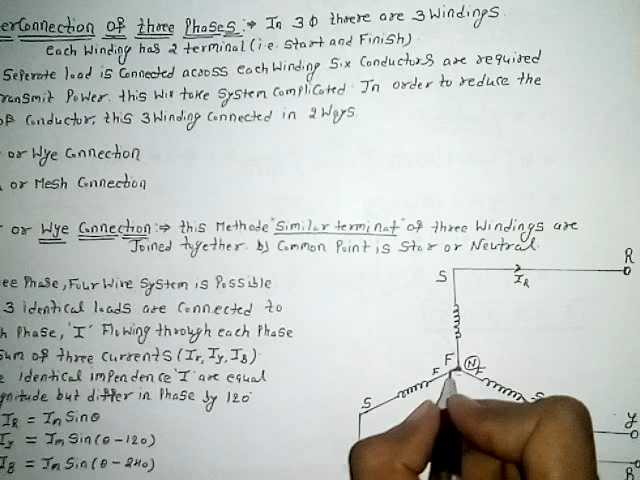 erConnection Of three Phases:⇒ In 3Φ threre are 3 Windings.
Each Winding has 2 terminal (i.e. Start and Finish)
Seperate load is Connected across each Winding Six Conductors are required
ransmit Power. this Will take System Complicated. In order to reduce the
of Conductor, this 3 Winding Connected in 2 Ways.
or Wye Connection
or Mesh Connection
or Wye Connection:⇒ this Methode "Similar terminat" of three Windings are
Joined together. b) Common Point is Star or Neutral.
ee Phase, Four Wire System is Possible
3 identical loads are Connected to
h Phase, 'I' Flowing through each Phase
Sum of three Currents (Ir, Iy, IB).
e identical impendence 'I' are equal
gnitude but differ in Phase by 120
IR = Im Sinθ
Iy = Im Sin(θ-120)
IB = Im Sin(θ-240)
S
IR
R
F
N
F
F
S
S
Y
B